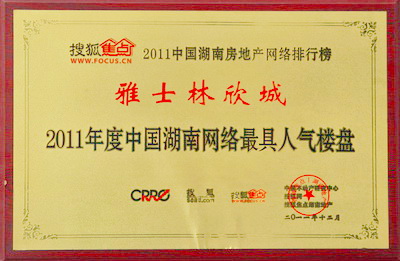 搜狐焦点
WWW.FOCUS.CN
2011中国湖南房地产网络排行榜
雅士林欣城
2011年度中国湖南网络最具人气楼盘
CRRC
搜狐
搜狐焦点
二〇一一年十二月